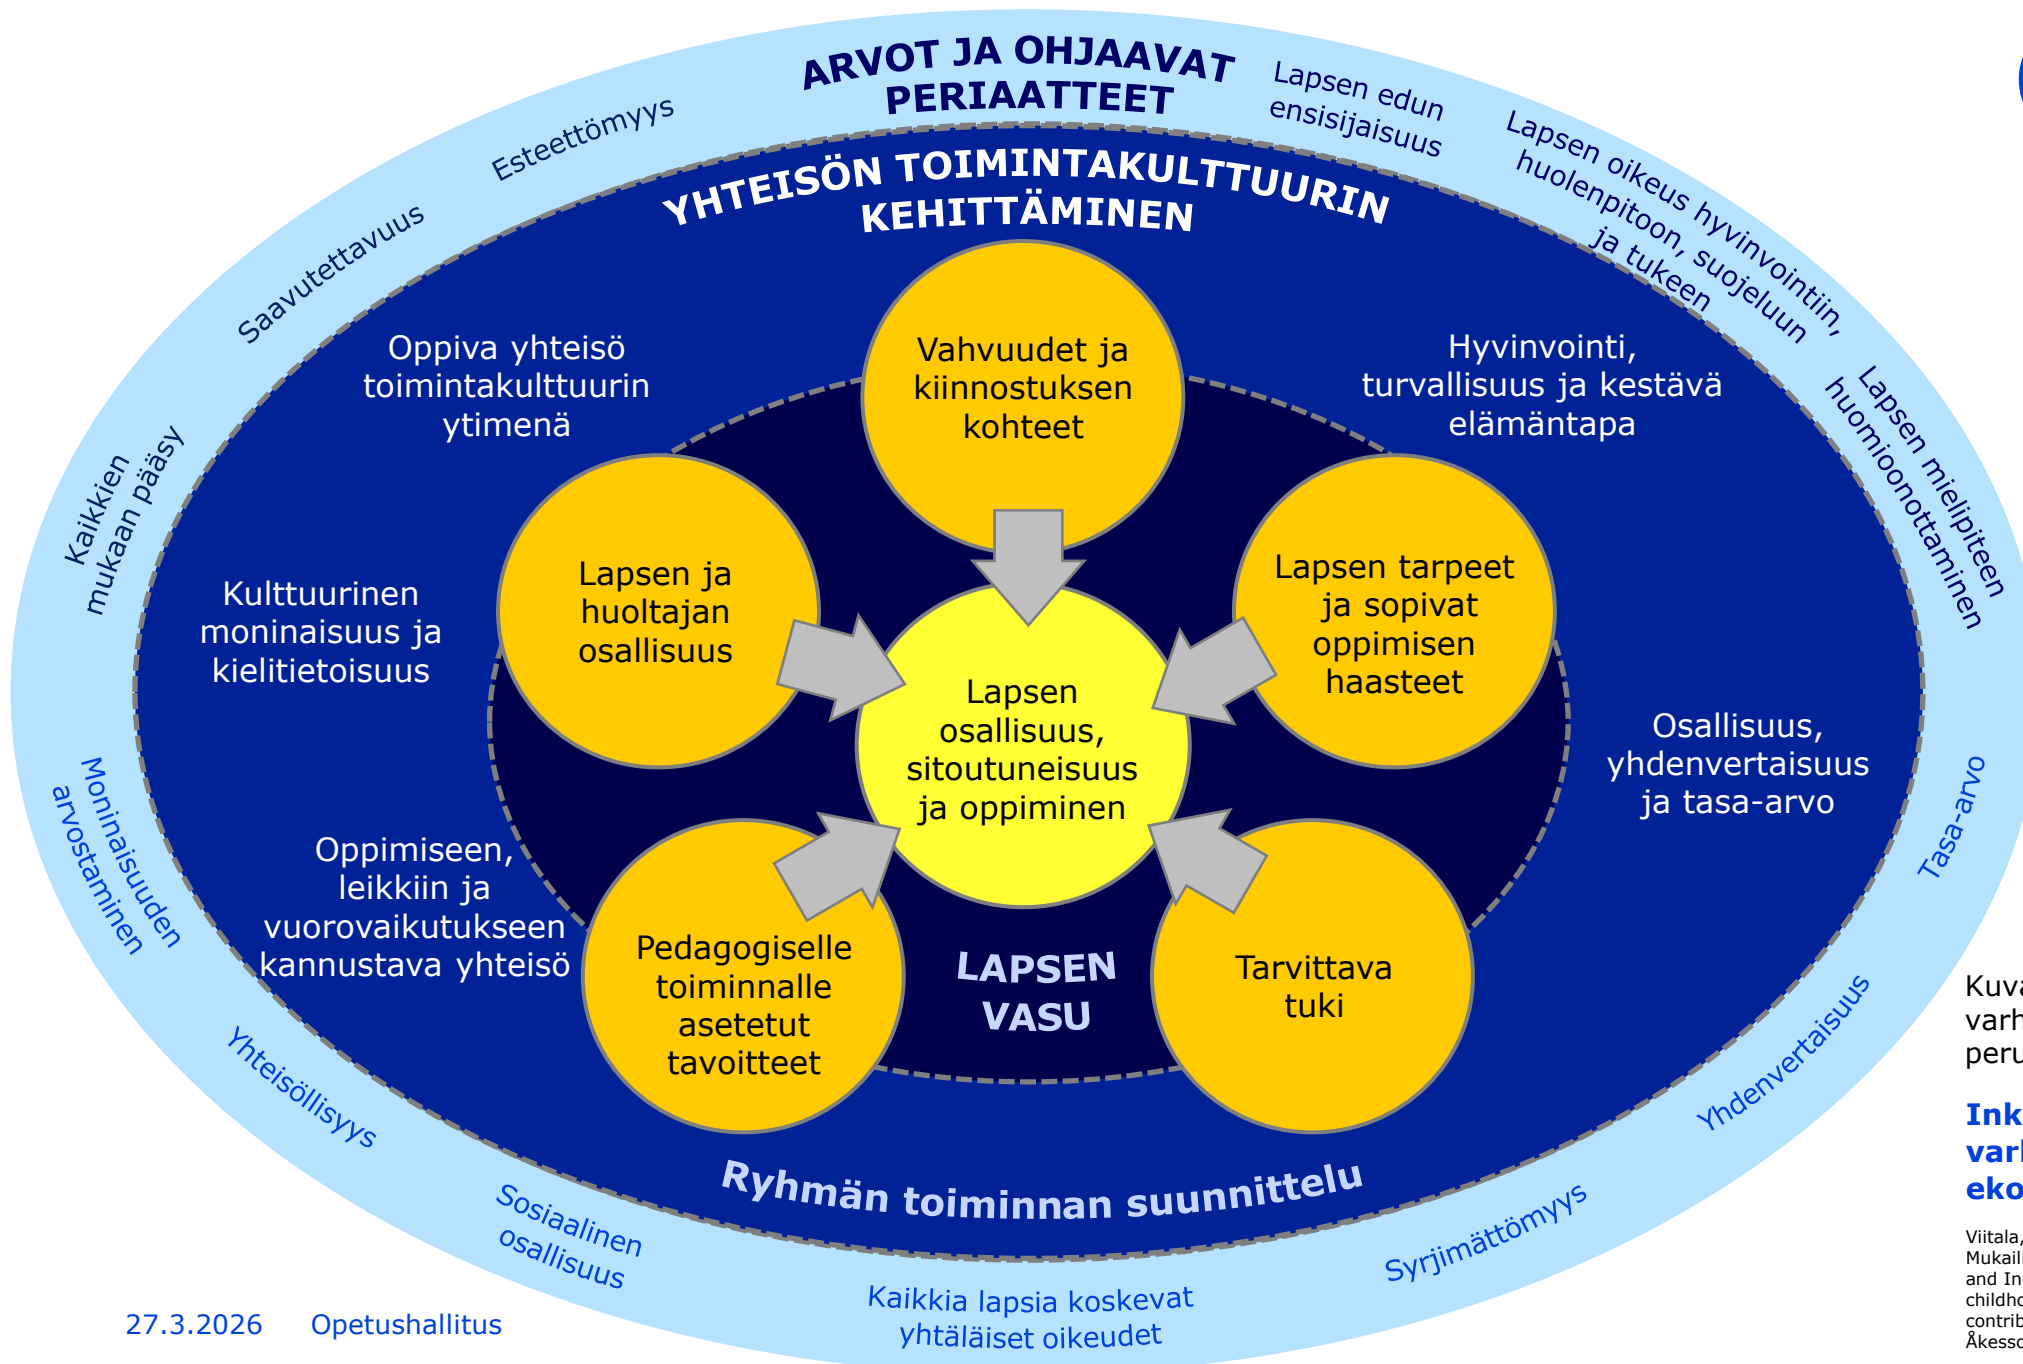 ARVOT JA OHJAAVAT
PERIAATTEET
Lapsen edun
ensisijaisuus
Lapsen oikeus hyvinvointiin,
huolenpitoon, suojeluun
ja tukeen
Lapsen mielipiteen
huomioonottaminen
Tasa-arvo
Yhdenvertaisuus
Syrjimättömyys
Kaikkia lapsia koskevat
yhtäläiset oikeudet
Sosiaalinen
osallisuus
Yhteisöllisyys
Moninaisuuden
arvostaminen
Kaikkien
mukaan pääsy
Saavutettavuus
Esteettömyys
YHTEISÖN TOIMINTAKULTTUURIN
KEHITTÄMINEN
Oppiva yhteisö
toimintakulttuurin
ytimenä
Hyvinvointi,
turvallisuus ja kestävä
elämäntapa
Kulttuurinen
moninaisuus ja
kielitietoisuus
Osallisuus,
yhdenvertaisuus
ja tasa-arvo
Oppimiseen,
leikkiin ja
vuorovaikutukseen
kannustava yhteisö
Vahvuudet ja
kiinnostuksen
kohteet
Lapsen ja
huoltajan
osallisuus
Lapsen tarpeet
ja sopivat
oppimisen
haasteet
Lapsen
osallisuus,
sitoutuneisuus
ja oppiminen
Pedagogiselle
toiminnalle
asetetut
tavoitteet
Tarvittava
tuki
LAPSEN
VASU
Ryhmän toiminnan suunnittelu
27.3.2026 Opetushallitus
Viitala,
and